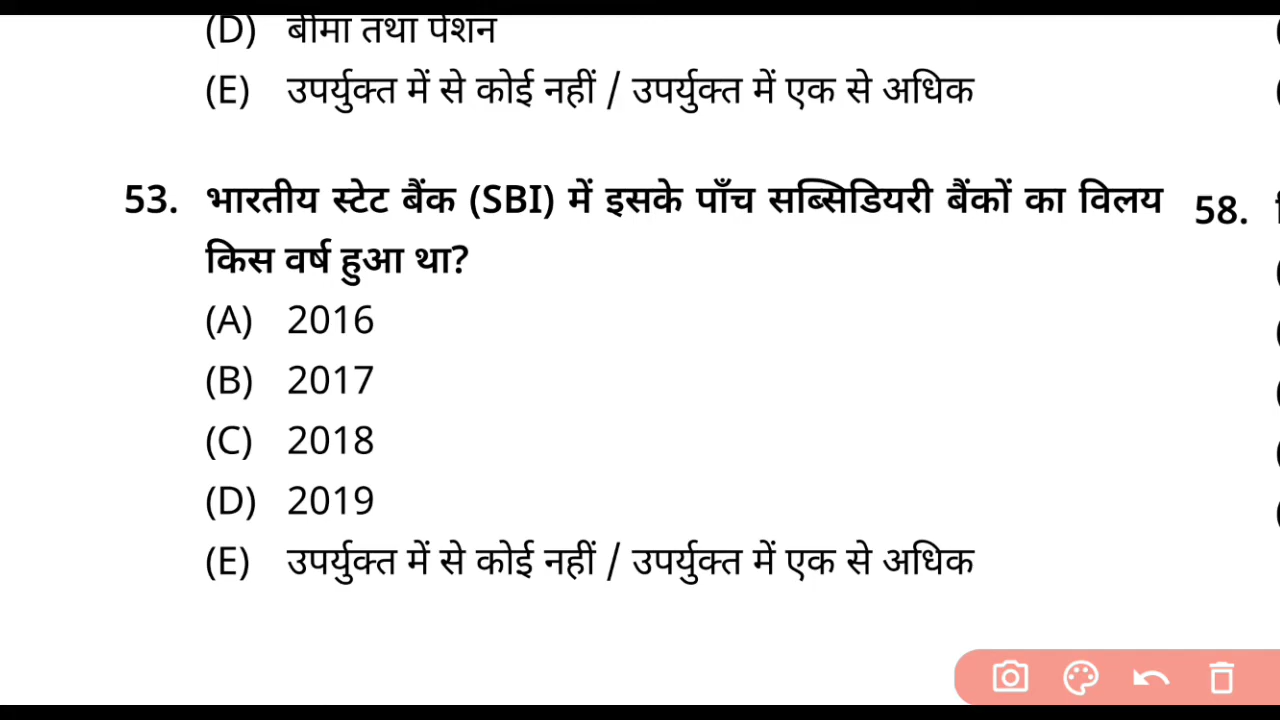 (D) बीमा तथा पेंशन
(E) उपर्युक्त में से कोई नहीं / उपर्युक्त में एक से अधिक
53. भारतीय स्टेट बैंक (SBI) में इसके पाँच सब्सिडियरी बैंकों का विलय
किस वर्ष हुआ था?
(A) 2016
(B) 2017
(C) 2018
(D) 2019
(E) उपर्युक्त में से कोई नहीं / उपर्युक्त में एक से अधिक
58.